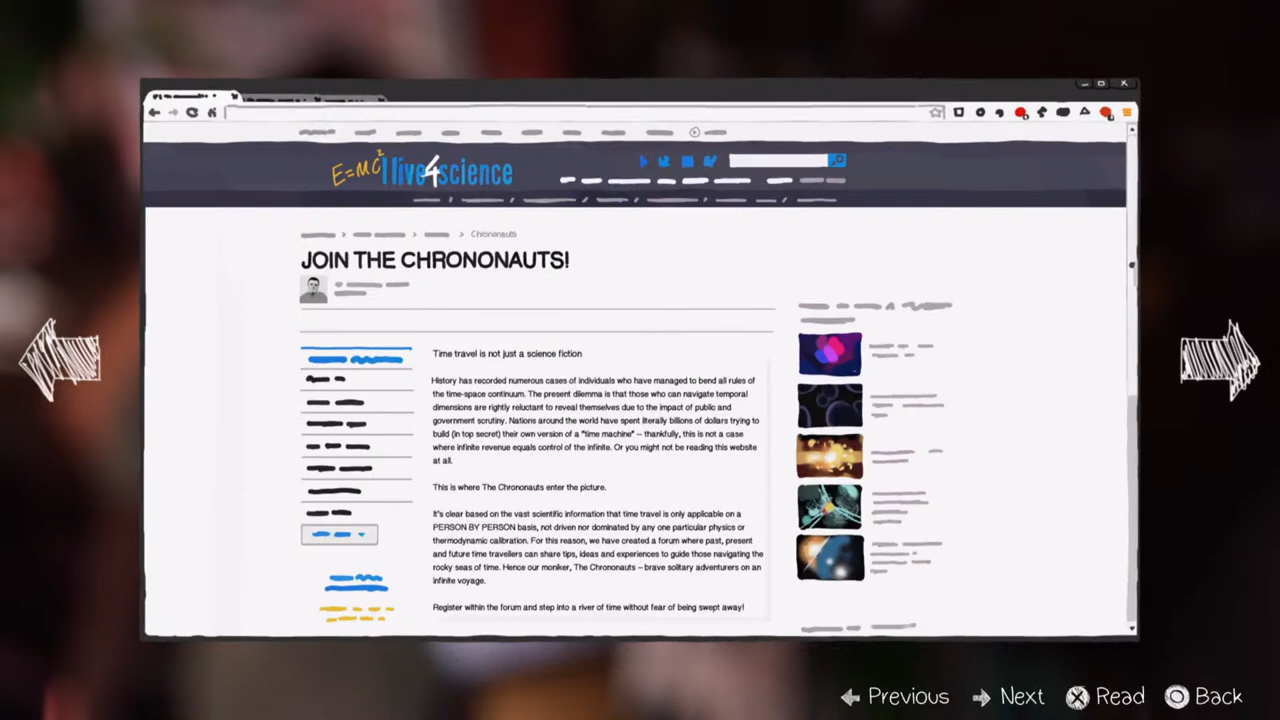 E=MC²
I live4science
Chrononauts
JOIN THE CHRONONAUTS!
Time travel is not just a science fiction
History has recorded numerous cases of individuals who have managed to bend all rules of
the time-space continuum. The present dilemma is that those who can navigate temporal
dimensions are rightly reluctant to reveal themselves due to the impact of public and
government scrutiny. Nations around the world have spent literally billions of dollars trying to
build (in top secret) their own version of a "time machine" – thankfully, this is not a case
where infinite revenue equals control of the infinite. Or you might not be reading this website
at all.
This is where The Chrononauts enter the picture.
It's clear based on the vast scientific information that time travel is only applicable on a
PERSON BY PERSON basis, not driven nor dominated by any one particular physics or
thermodynamic calibration. For this reason, we have created a forum where past, present
and future time travellers can share tips, ideas and experiences to guide those navigating the
rocky seas of time. Hence our moniker, The Chrononauts – brave solitary adventurers on an
infinite voyage.
Register within the forum and step into a river of time without fear of being swept away!
Previous Next Read Back